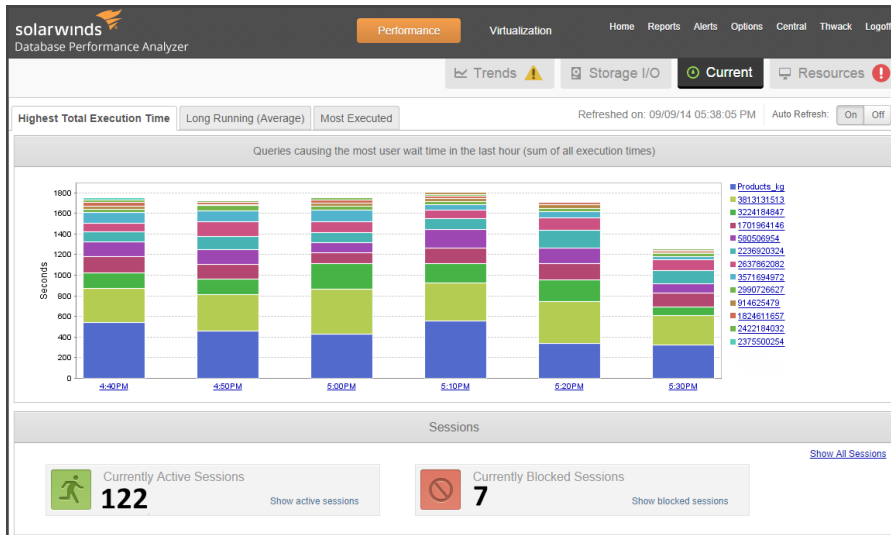 solarwinds
Database Performance Analyzer
Performance
Virtualization
Home Reports Alerts Options Central Thwack Logoff
Trends
Storage I/O
Current
Resources
Highest Total Execution Time
Long Running (Average)
Most Executed
Refreshed on: 09/09/14 05:38:05 PM
Auto Refresh: On Off
Queries causing the most user wait time in the last hour (sum of all execution times)
Seconds
1800
1600
1400
1200
1000
800
600
400
200
0
4:40PM 4:50PM 5:00PM 5:10PM 5:20PM 5:30PM
Products_kg
3813131513
3224184847
1701964146
580506954
2236920324
2637862082
3571694972
2990726627
914625479
1824611657
2422184032
2375500254
Sessions
Show All Sessions
Currently Active Sessions
122
Show active sessions
Currently Blocked Sessions
7
Show blocked sessions